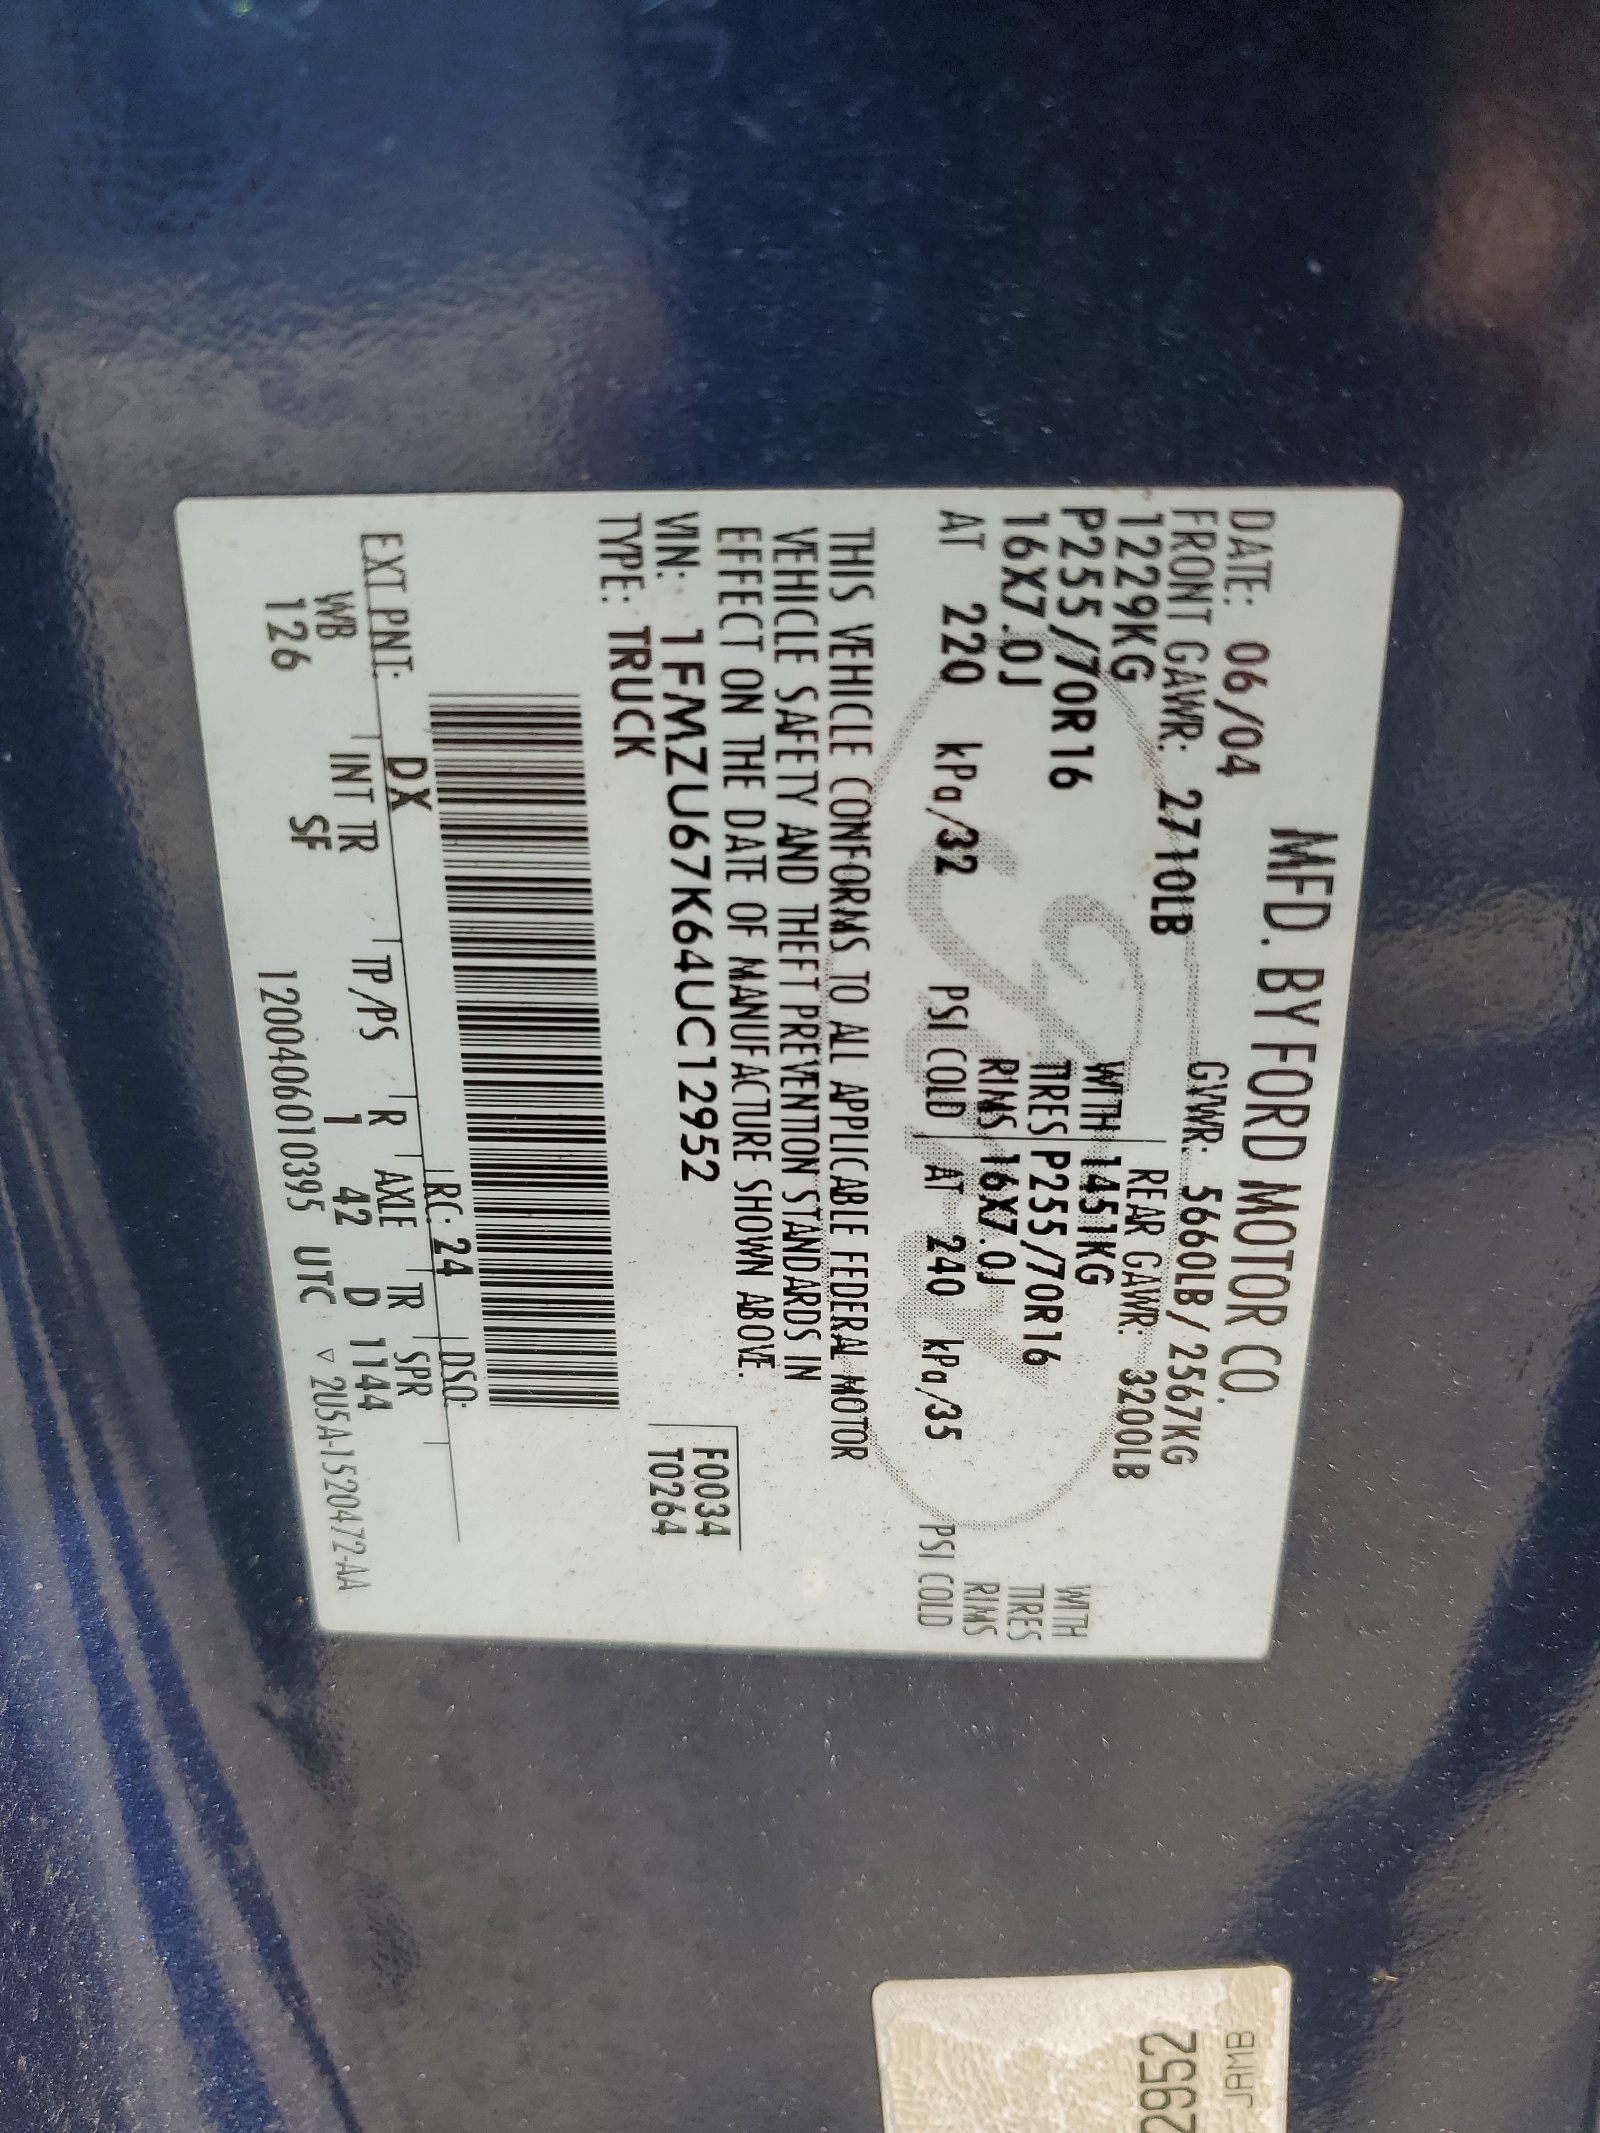 MFD. BY FORD MOTOR CO.
DATE: 06/04 GVWR: 5660LB/2567KG
FRONT GAWR: 2710LB REAR GAWR: 3200LB
1229KG WITH 1451KG WITH
P255/70R16 TIRES P255/70R16 TIRES
16X7.0J RIMS 16X7.0J RIMS
AT 220 kPa/32 PSI COLD AT 240 kPa/35 PSI COLD
THIS VEHICLE CONFORMS TO ALL APPLICABLE FEDERAL MOTOR
VEHICLE SAFETY AND THEFT PREVENTION STANDARDS IN
EFFECT ON THE DATE OF MANUFACTURE SHOWN ABOVE.
VIN: 1FMZU67K64UC12952 F0034
TYPE: TRUCK T0264
EXT PNT: DX RC: 24 DSO:
WB INT TR TP/PS R AXLE TR SPR
126 SF 1 42 D 1144
1200406010395 UTC ▽ 2U5A-1520472-AA
JAMB